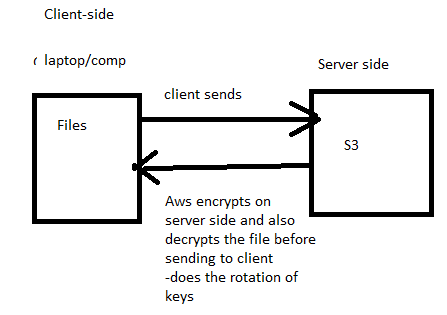 Client-side
laptop/comp
Server side
client sends
Files
S3
Aws encrypts on
server side and also
decrypts the file before
sending to client
-does the rotation of
keys